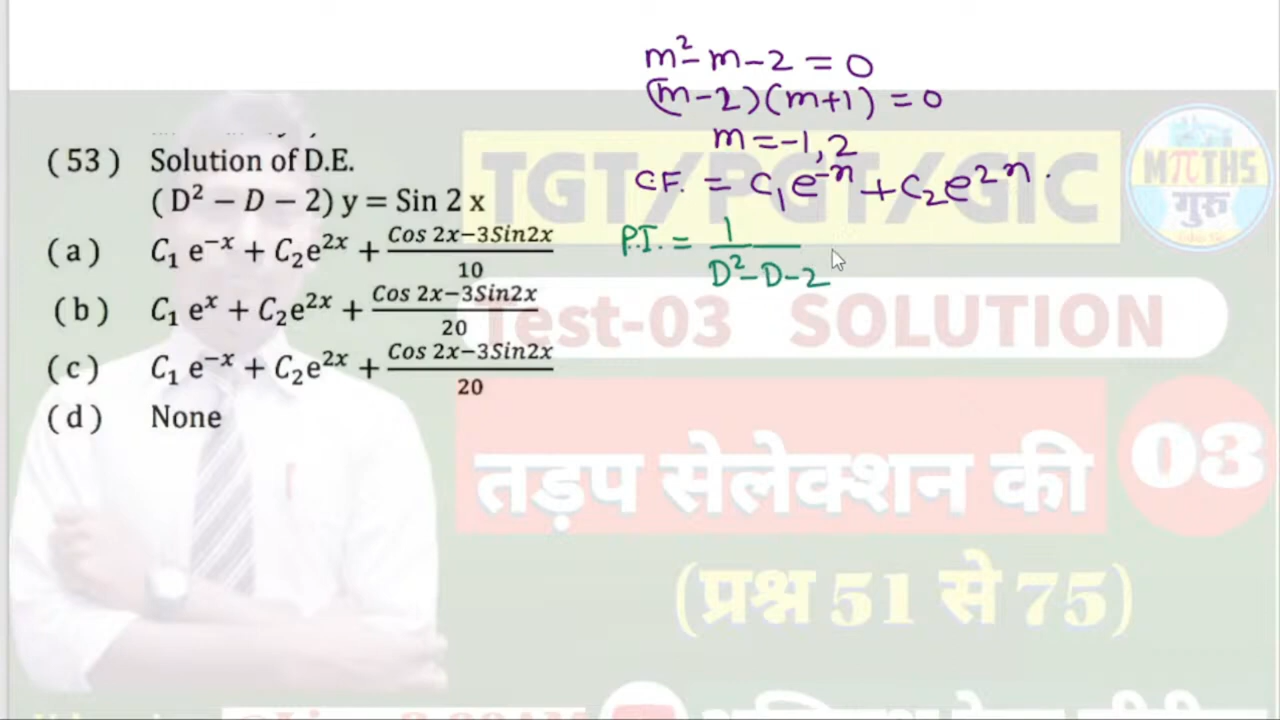 m² - m - 2 = 0
(m-2)(m+1) = 0
m = -1, 2
C.F. = C₁e⁻ˣ + C₂e²ˣ.
P.I. = 1/(D² - D - 2)
(53) Solution of D.E.
(D² − D − 2) y = Sin 2 x
(a) C₁ e⁻ˣ + C₂e²ˣ + (Cos 2x−3Sin2x)/10
(b) C₁ eˣ + C₂e²ˣ + (Cos 2x−3Sin2x)/20
(c) C₁ e⁻ˣ + C₂e²ˣ + (Cos 2x−3Sin2x)/20
(d) None
TGT/PGT/GIC
MπTHS
गुरु
Test-03 SOLUTION
तड़प सेलेक्शन की
03
(प्रश्न 51 से 75)